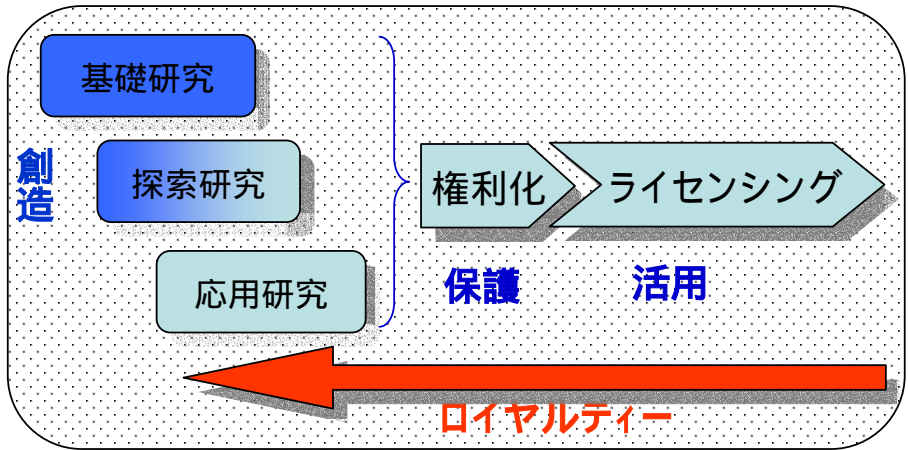 基礎研究
創造
探索研究
応用研究
権利化
ライセンシング
保護
活用
ロイヤルティー